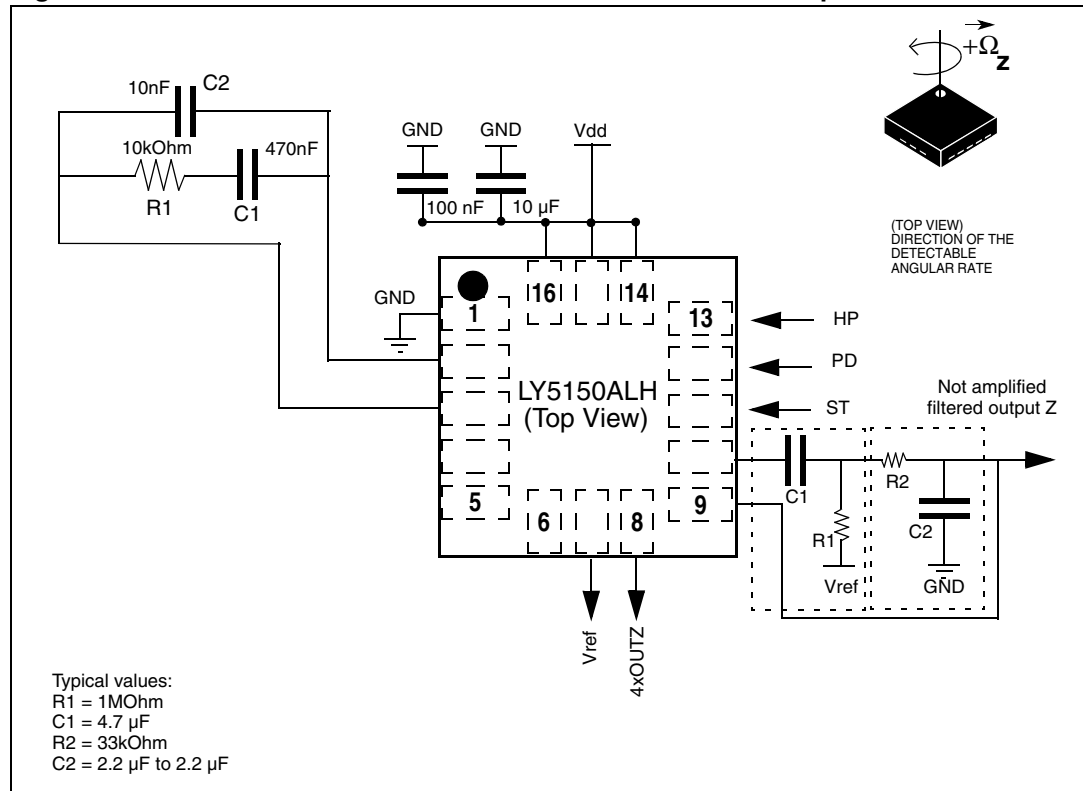 10nF
C2
10kOhm
470nF
R1
C1
GND
GND
Vdd
100 nF
10 µF
+Ωz
(TOP VIEW)
DIRECTION OF THE
DETECTABLE
ANGULAR RATE
GND
1
16
14
13
HP
PD
ST
LY5150ALH
(Top View)
Not amplified
filtered output Z
5
6
8
9
C1
R2
R1
C2
Vref
GND
Vref
4xOUTZ
Typical values:
R1 = 1MOhm
C1 = 4.7 µF
R2 = 33kOhm
C2 = 2.2 µF to 2.2 µF